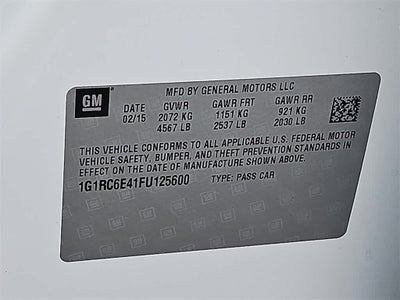 GM
MFD BY GENERAL MOTORS LLC
DATE GVWR GAWR FRT GAWR RR
02/15 2072 KG 1151 KG 921 KG
4567 LB 2537 LB 2030 LB
THIS VEHICLE CONFORMS TO ALL APPLICABLE U.S. FEDERAL MOTOR
VEHICLE SAFETY, BUMPER, AND THEFT PREVENTION STANDARDS IN
EFFECT ON THE DATE OF MANUFACTURE SHOWN ABOVE.
1G1RC6E41FU125600 TYPE: PASS CAR